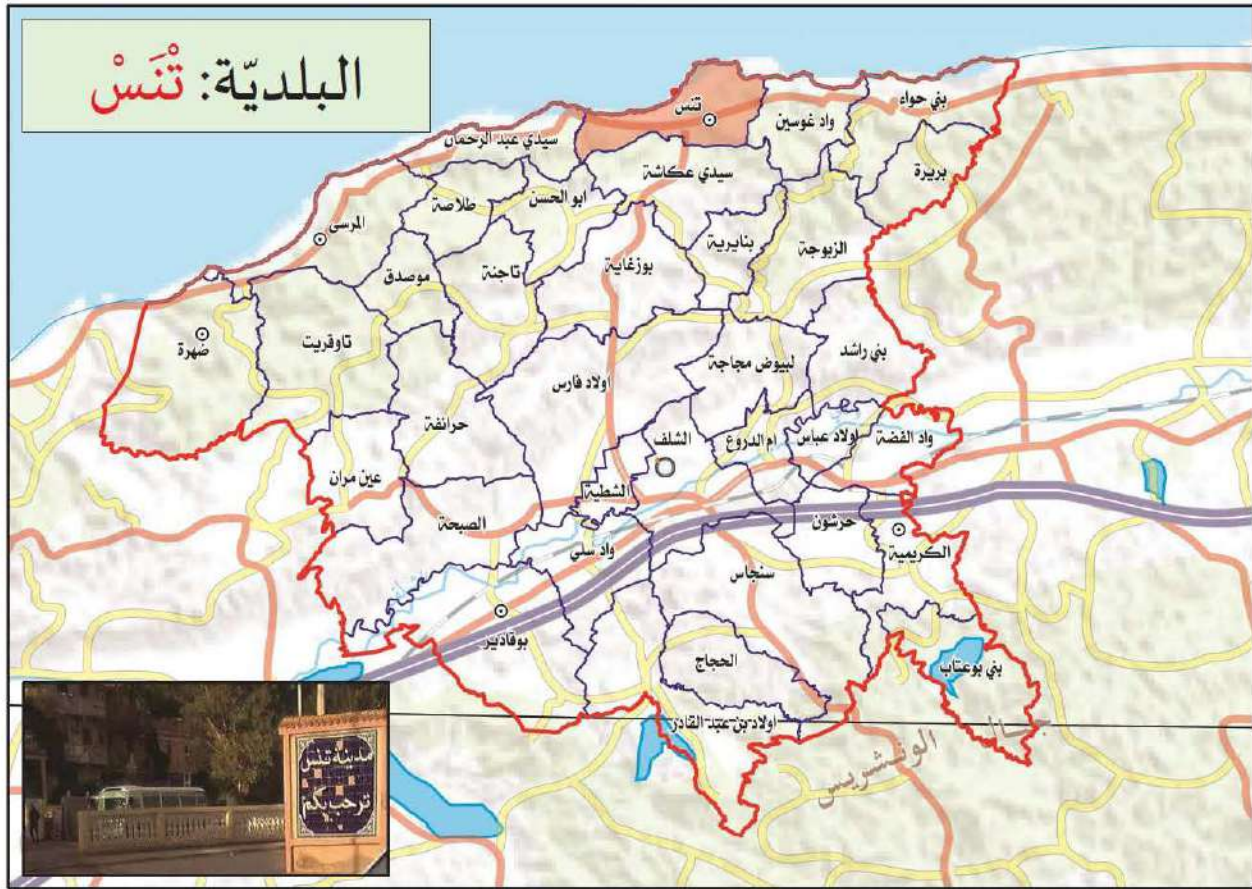 البلديّة: تْنَسْ
بني حواء
تنس
واد غوسين
سيدي عبد الرحمان
بريرة
سيدي عكاشة
ابو الحسن
طلاصة
المرسى
بنايرية
الزبوجة
بوزغاية
تاجنة
موصدق
ضهرة
تاوقريت
بني راشد
لبيوض مجاجة
اولاد فارس
حرانفة
الشلف
ام الدروع
اولاد عباس
واد الفضة
عين مران
الشطية
الصبحة
حرشون
واد سلي
الكريمية
سنجاس
بوقادير
الحجاج
بني بوعتاب
اولاد بن عبد القادر
جبال الونشريس
مدينة تنس
ترحب بكم